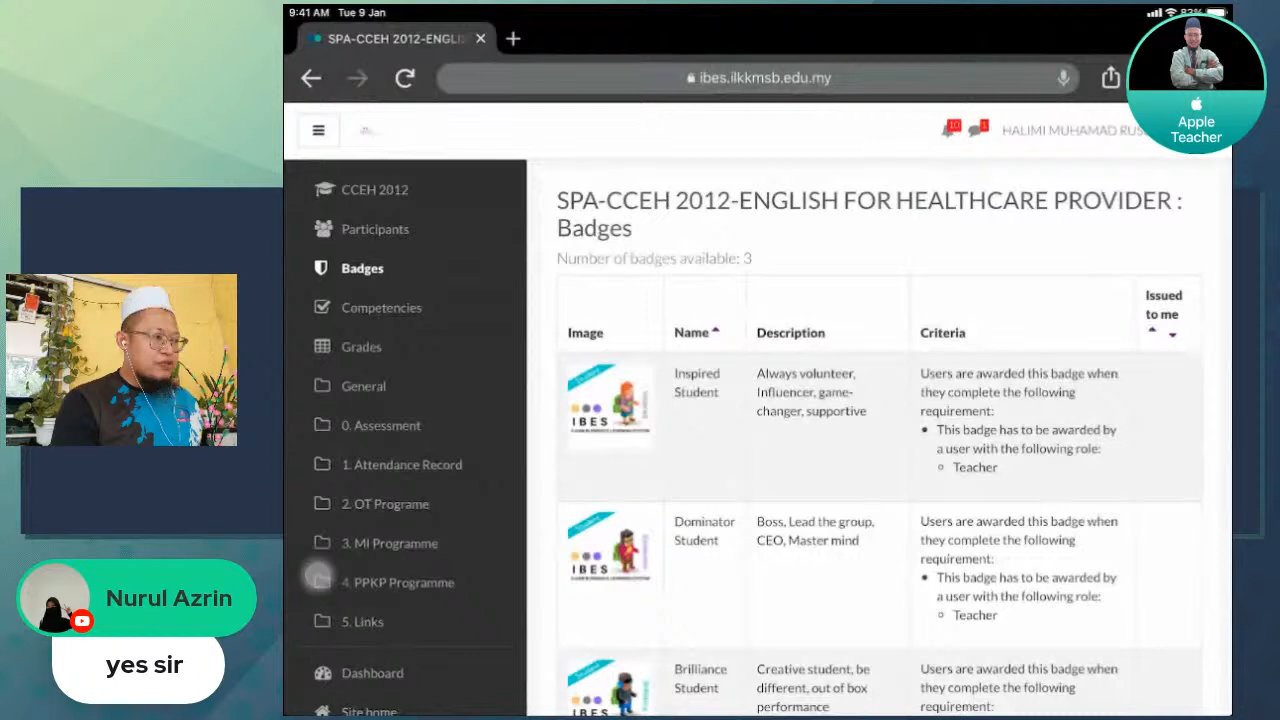 9:41 AM Tue 9 Jan
SPA-CCEH 2012-ENGLIS
ibes.ilkkmsb.edu.my
Apple
Teacher
10
1
HALIMI MUHAMAD RUS
CCEH 2012
Participants
Badges
Competencies
Grades
General
0. Assessment
1. Attendance Record
2. OT Programe
3. MI Programme
4. PPKP Programme
5. Links
Dashboard
Site home
SPA-CCEH 2012-ENGLISH FOR HEALTHCARE PROVIDER :
Badges
Number of badges available: 3
Image
Name
Description
Criteria
Issued
to me
IBES
Inspired
Student
Always volunteer,
Influencer, game-
changer, supportive
Users are awarded this badge when
they complete the following
requirement:
This badge has to be awarded by
a user with the following role:
Teacher
IBES
Dominator
Student
Boss, Lead the group,
CEO, Master mind
Users are awarded this badge when
they complete the following
requirement:
This badge has to be awarded by
a user with the following role:
Teacher
IBES
Brilliance
Student
Creative student, be
different, out of box
performance
Users are awarded this badge when
they complete the following
requirement:
Nurul Azrin
yes sir